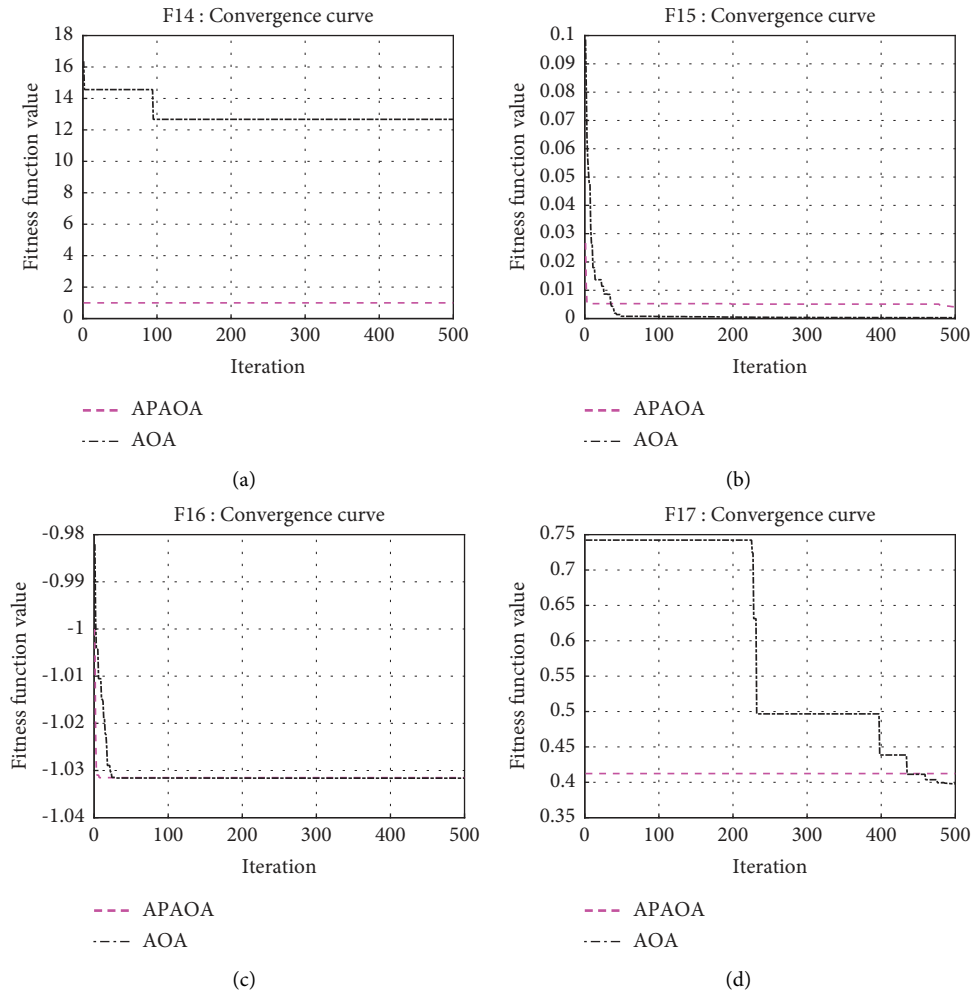 F14 : Convergence curve
18
16
14
12
10
8
6
4
2
1
0
0 100 200 300 400 500
Fitness function value
Iteration
APAOA
AOA
(a)
F15 : Convergence curve
0.1
0.09
0.08
0.07
0.06
0.05
0.04
0.03
0.02
0.01
0
0 100 200 300 400 500
Fitness function value
Iteration
APAOA
AOA
(b)
F16 : Convergence curve
-0.98
-0.99
-1
-1.01
-1.02
-1.03
-1.04
0 100 200 300 400 500
Fitness function value
Iteration
APAOA
AOA
(c)
F17 : Convergence curve
0.75
0.7
0.65
0.6
0.55
0.5
0.45
0.4
0.35
0 100 200 300 400 500
Fitness function value
Iteration
APAOA
AOA
(d)